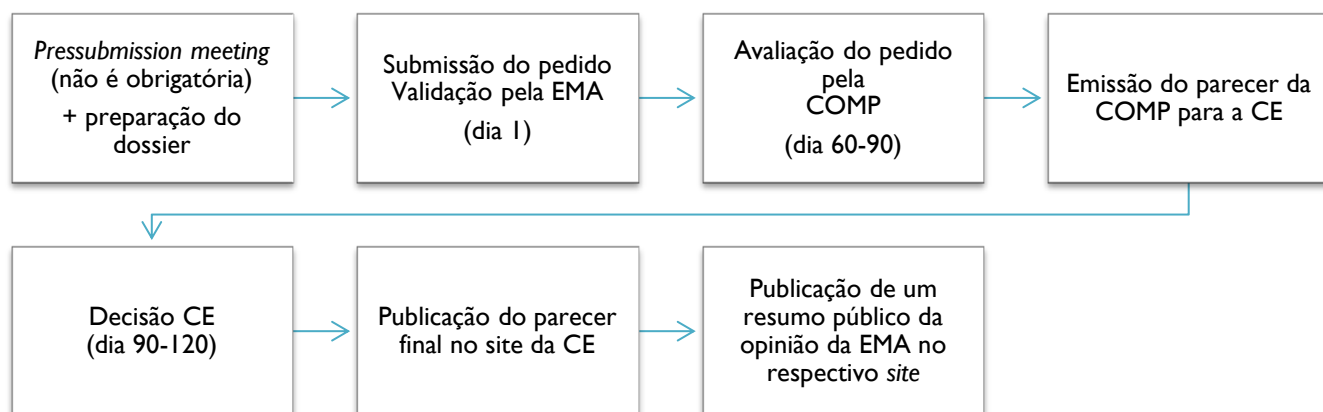 Pressubmission meeting
(não é obrigatória)
+ preparação do
dossier
Submissão do pedido
Validação pela EMA
(dia 1)
Avaliação do pedido
pela
COMP
(dia 60-90)
Emissão do parecer da
COMP para a CE
Decisão CE
(dia 90-120)
Publicação do parecer
final no site da CE
Publicação de um
resumo público da
opinião da EMA no
respectivo site